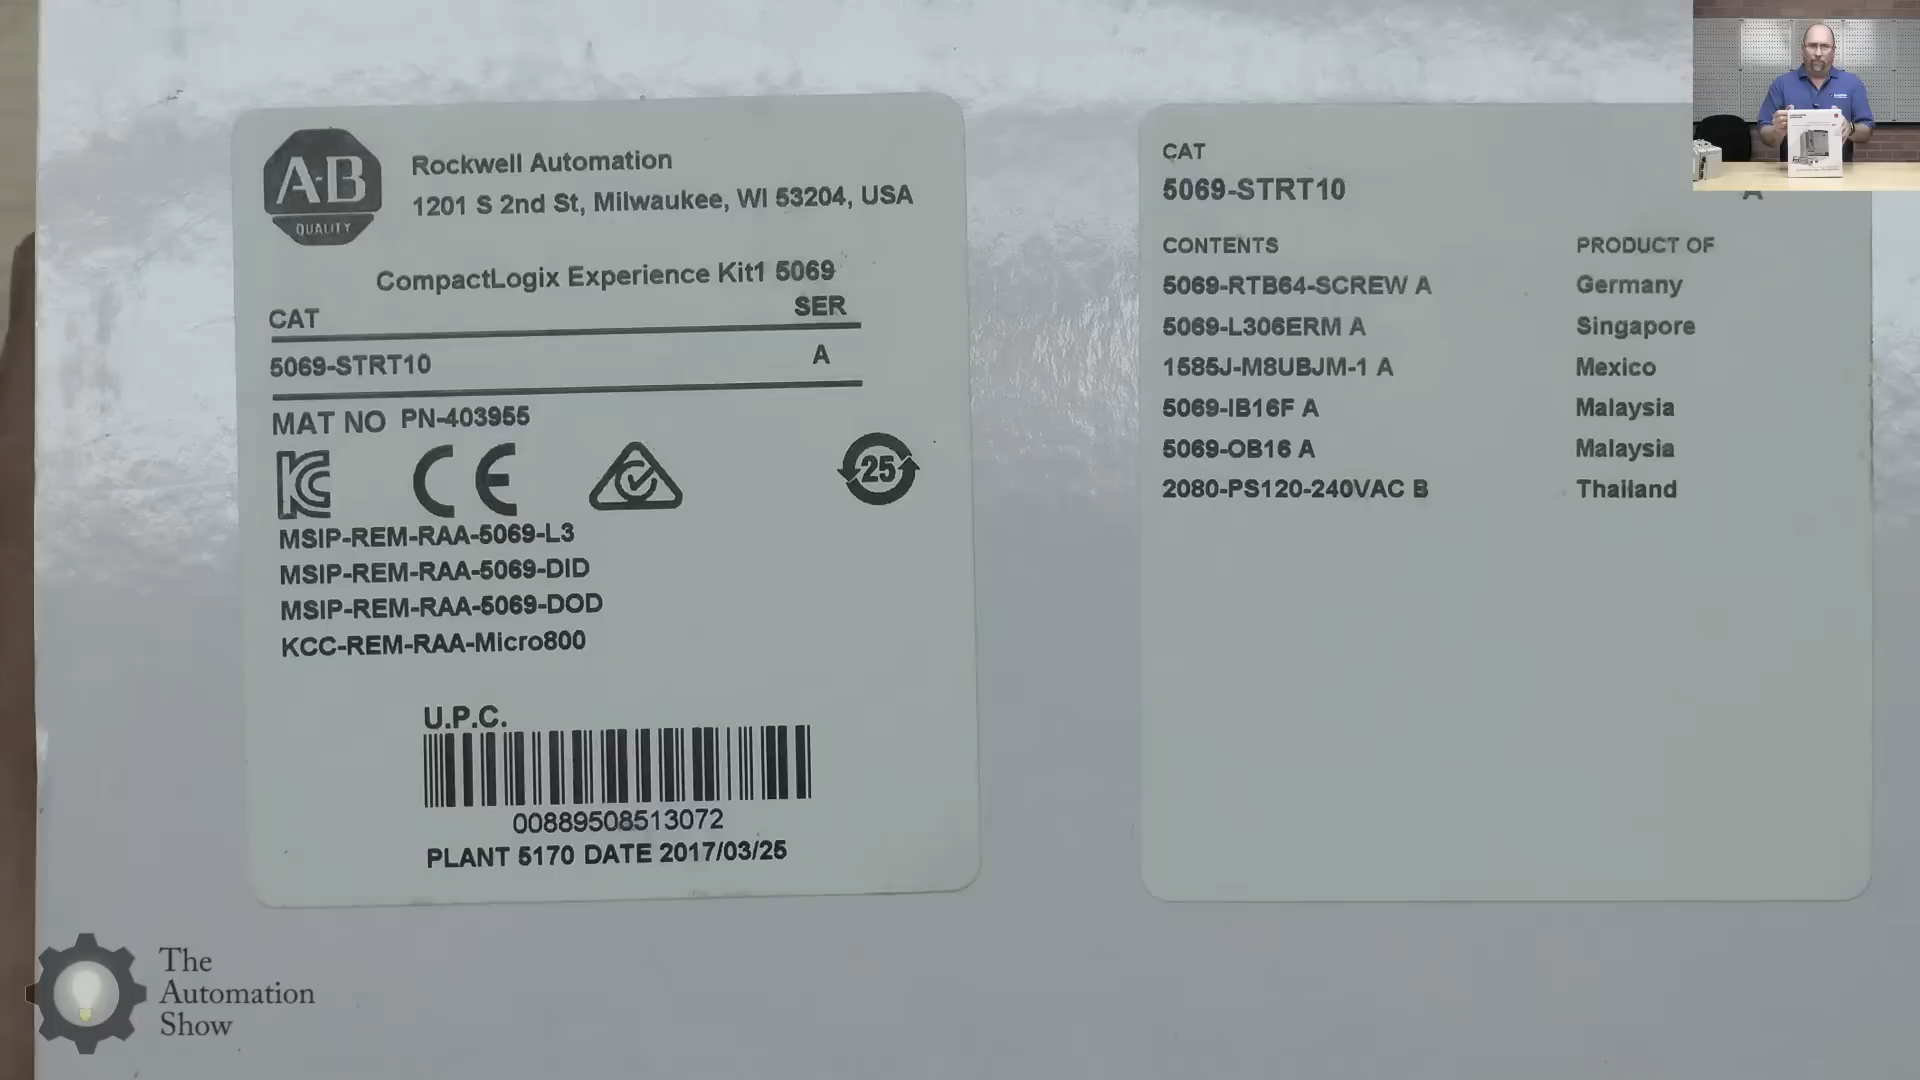 A-B
QUALITY
Rockwell Automation
1201 S 2nd St, Milwaukee, WI 53204, USA
CompactLogix Experience Kit1 5069
CAT SER
5069-STRT10 A
MAT NO PN-403955
CE
25
MSIP-REM-RAA-5069-L3
MSIP-REM-RAA-5069-DID
MSIP-REM-RAA-5069-DOD
KCC-REM-RAA-Micro800
U.P.C.
00889508513072
PLANT 5170 DATE 2017/03/25
CAT
5069-STRT10 A
CONTENTS PRODUCT OF
5069-RTB64-SCREW A Germany
5069-L306ERM A Singapore
1585J-M8UBJM-1 A Mexico
5069-IB16F A Malaysia
5069-OB16 A Malaysia
2080-PS120-240VAC B Thailand
The
Automation
Show